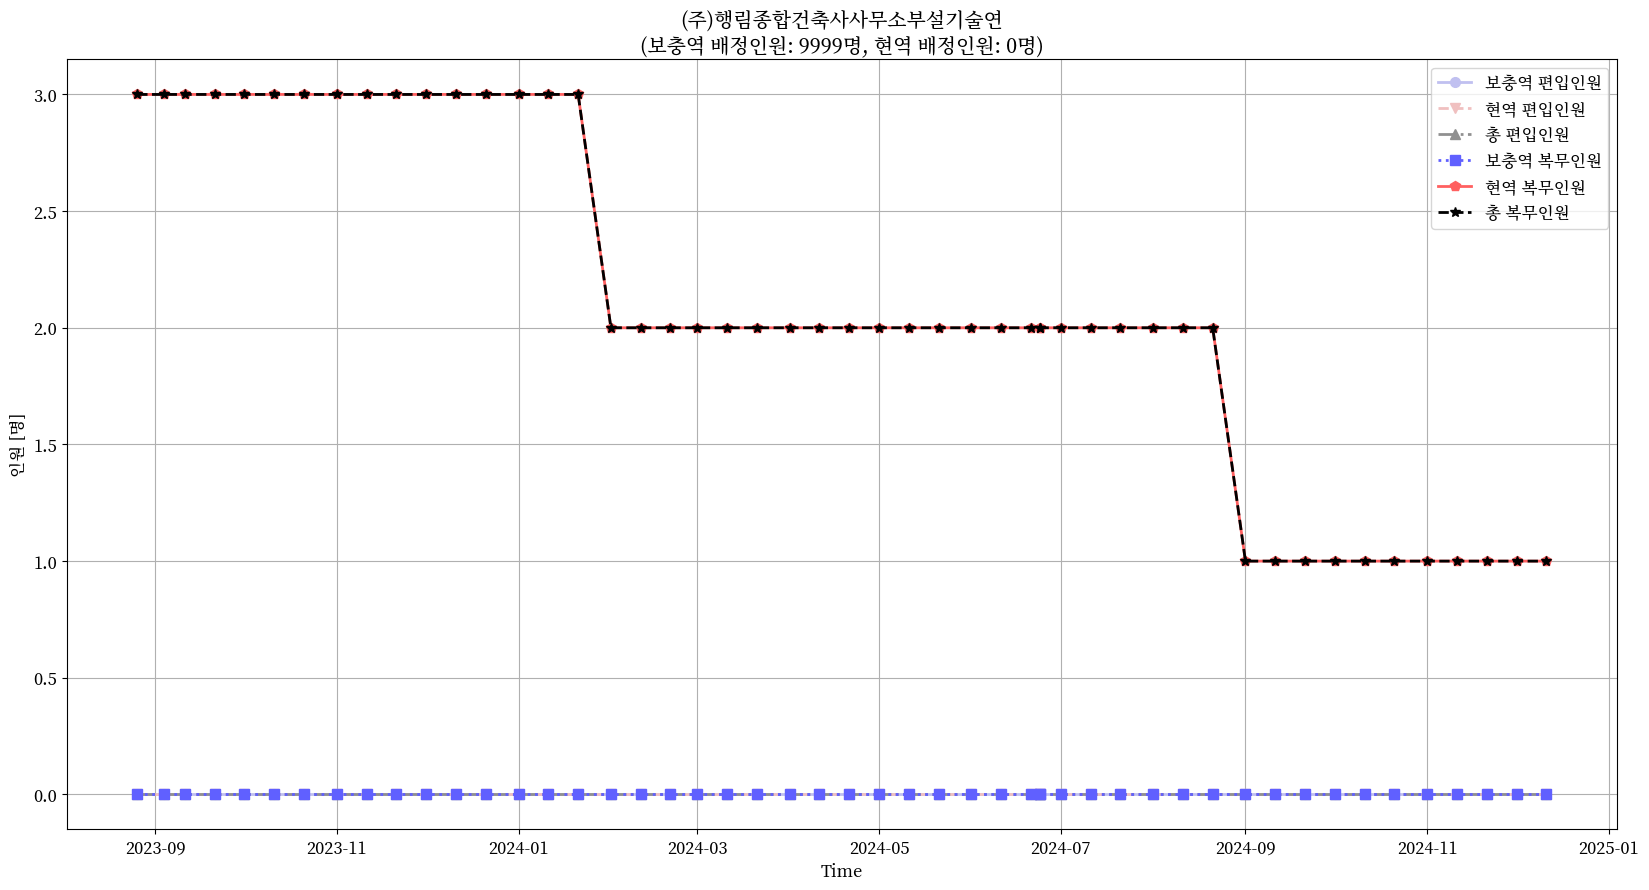 (주)행림종합건축사사무소부설기술연
(보충역 배정인원: 9999명, 현역 배정인원: 0명)
보충역 편입인원
현역 편입인원
총 편입인원
보충역 복무인원
현역 복무인원
총 복무인원
3.0
2.5
2.0
1.5
1.0
0.5
0.0
인원 [명]
2023-09 2023-11 2024-01 2024-03 2024-05 2024-07 2024-09 2024-11 2025-01
Time